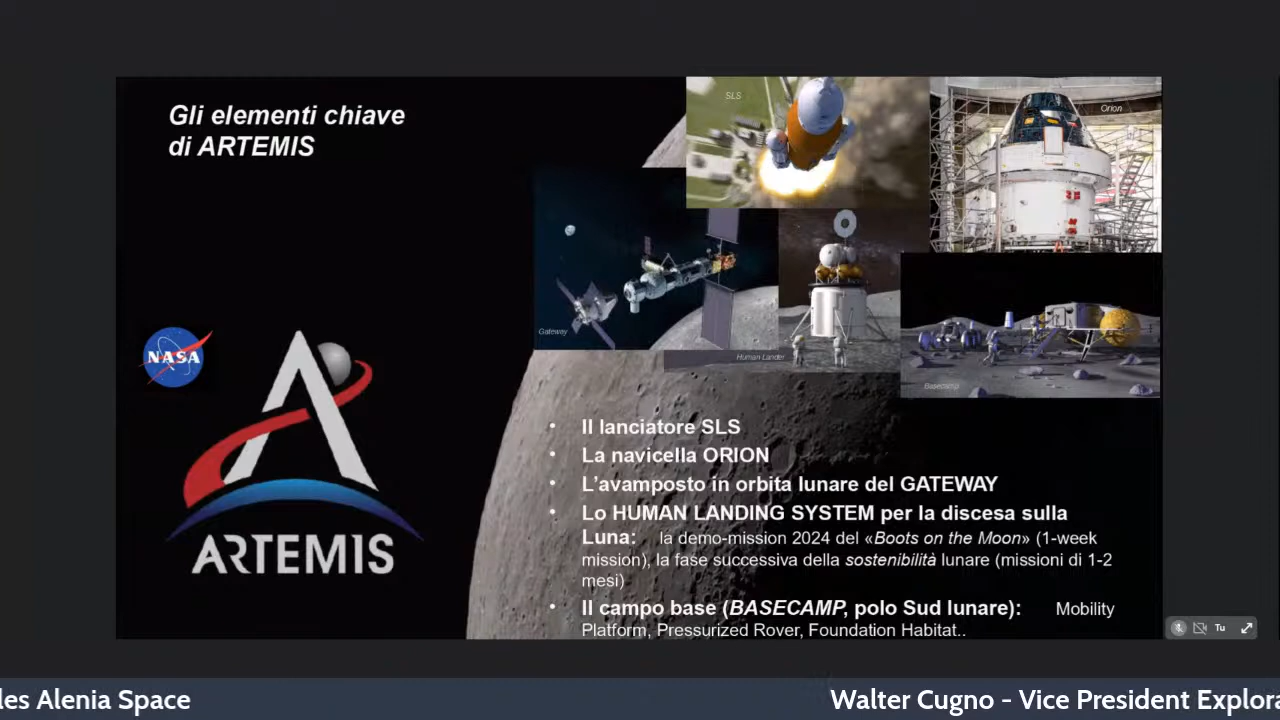 Gli elementi chiave
di ARTEMIS
SLS
Orion
Gateway
Human Lander
Basecamp
NASA
ARTEMIS
• Il lanciatore SLS
• La navicella ORION
• L’avamposto in orbita lunare del GATEWAY
• Lo HUMAN LANDING SYSTEM per la discesa sulla
Luna: la demo-mission 2024 del «Boots on the Moon» (1-week
mission), la fase successiva della sostenibilità lunare (missioni di 1-2
mesi)
• Il campo base (BASECAMP, polo Sud lunare): Mobility
Platform, Pressurized Rover, Foundation Habitat..
Tu
les Alenia Space
Walter Cugno - Vice President Explora